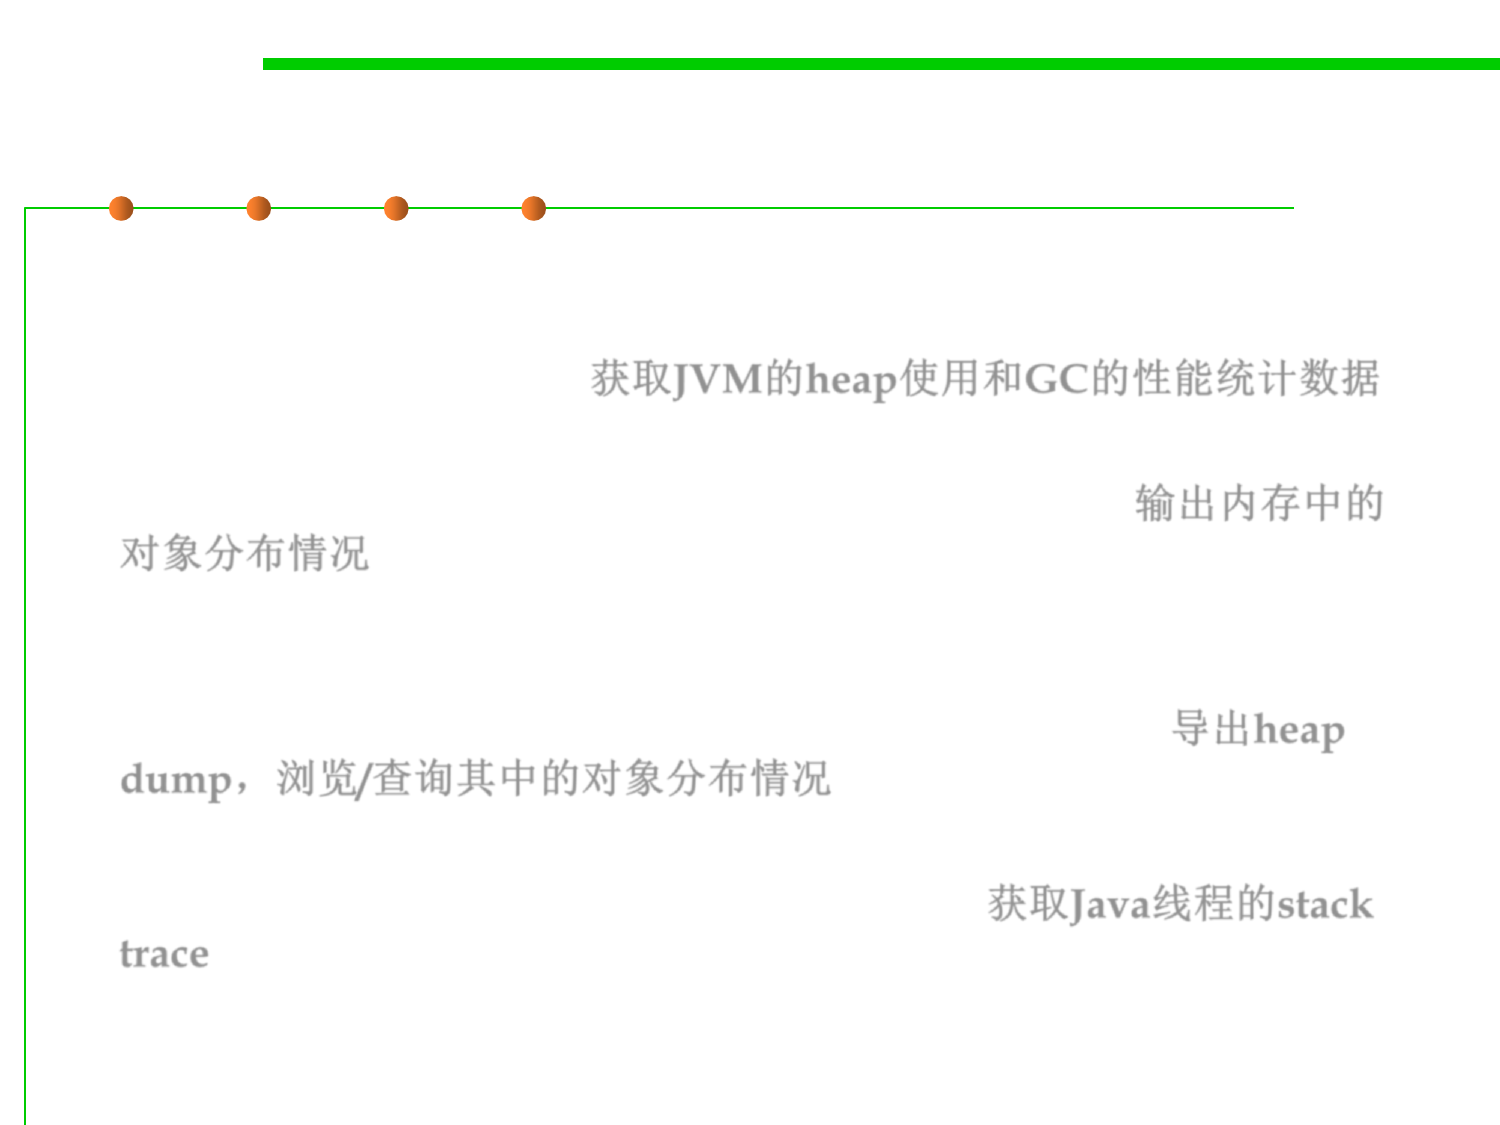 获取JVM的heap使用和GC的性能统计数据
输出内存中的
对象分布情况
导出heap
dump，浏览/查询其中的对象分布情况
获取Java线程的stack
trace